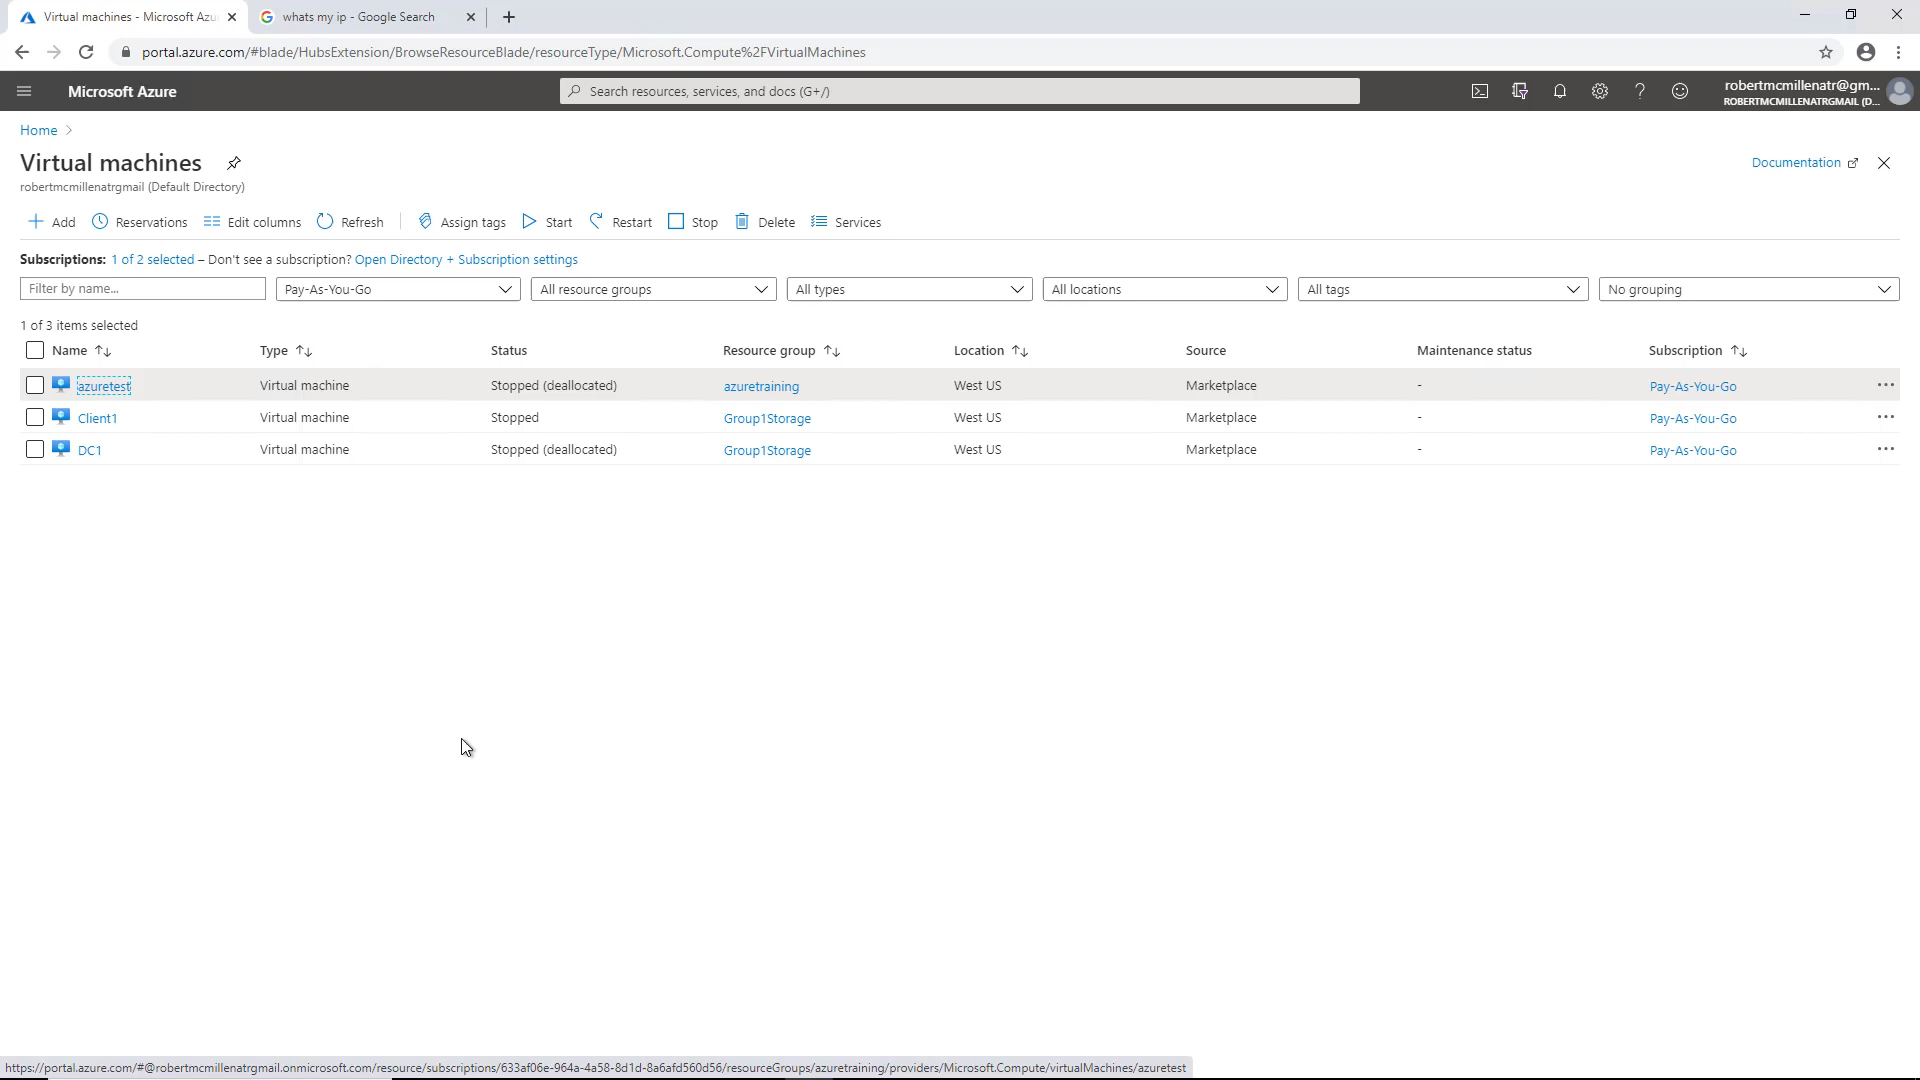 Virtual machines - Microsoft Azu
whats my ip - Google Search
portal.azure.com/#blade/HubsExtension/BrowseResourceBlade/resourceType/Microsoft.Compute%2FVirtualMachines
Microsoft Azure
Search resources, services, and docs (G+/)
robertmcmillenatr@gm...
ROBERTMCMILLENATRGMAIL (D...
Home
Virtual machines
Documentation
robertmcmillenatrgmail (Default Directory)
Add Reservations Edit columns Refresh Assign tags Start Restart Stop Delete Services
Subscriptions: 1 of 2 selected – Don't see a subscription? Open Directory + Subscription settings
Filter by name... Pay-As-You-Go All resource groups All types All locations All tags No grouping
1 of 3 items selected
Name Type Status Resource group Location Source Maintenance status Subscription
azuretest Virtual machine Stopped (deallocated) azuretraining West US Marketplace - Pay-As-You-Go ...
Client1 Virtual machine Stopped Group1Storage West US Marketplace - Pay-As-You-Go ...
DC1 Virtual machine Stopped (deallocated) Group1Storage West US Marketplace - Pay-As-You-Go ...
https://portal.azure.com/#@robertmcmillenatrgmail.onmicrosoft.com/resource/subscriptions/633af06e-964a-4a58-8d1d-8a6afd560d56/resourceGroups/azuretraining/providers/Microsoft.Compute/virtualMachines/azuretest